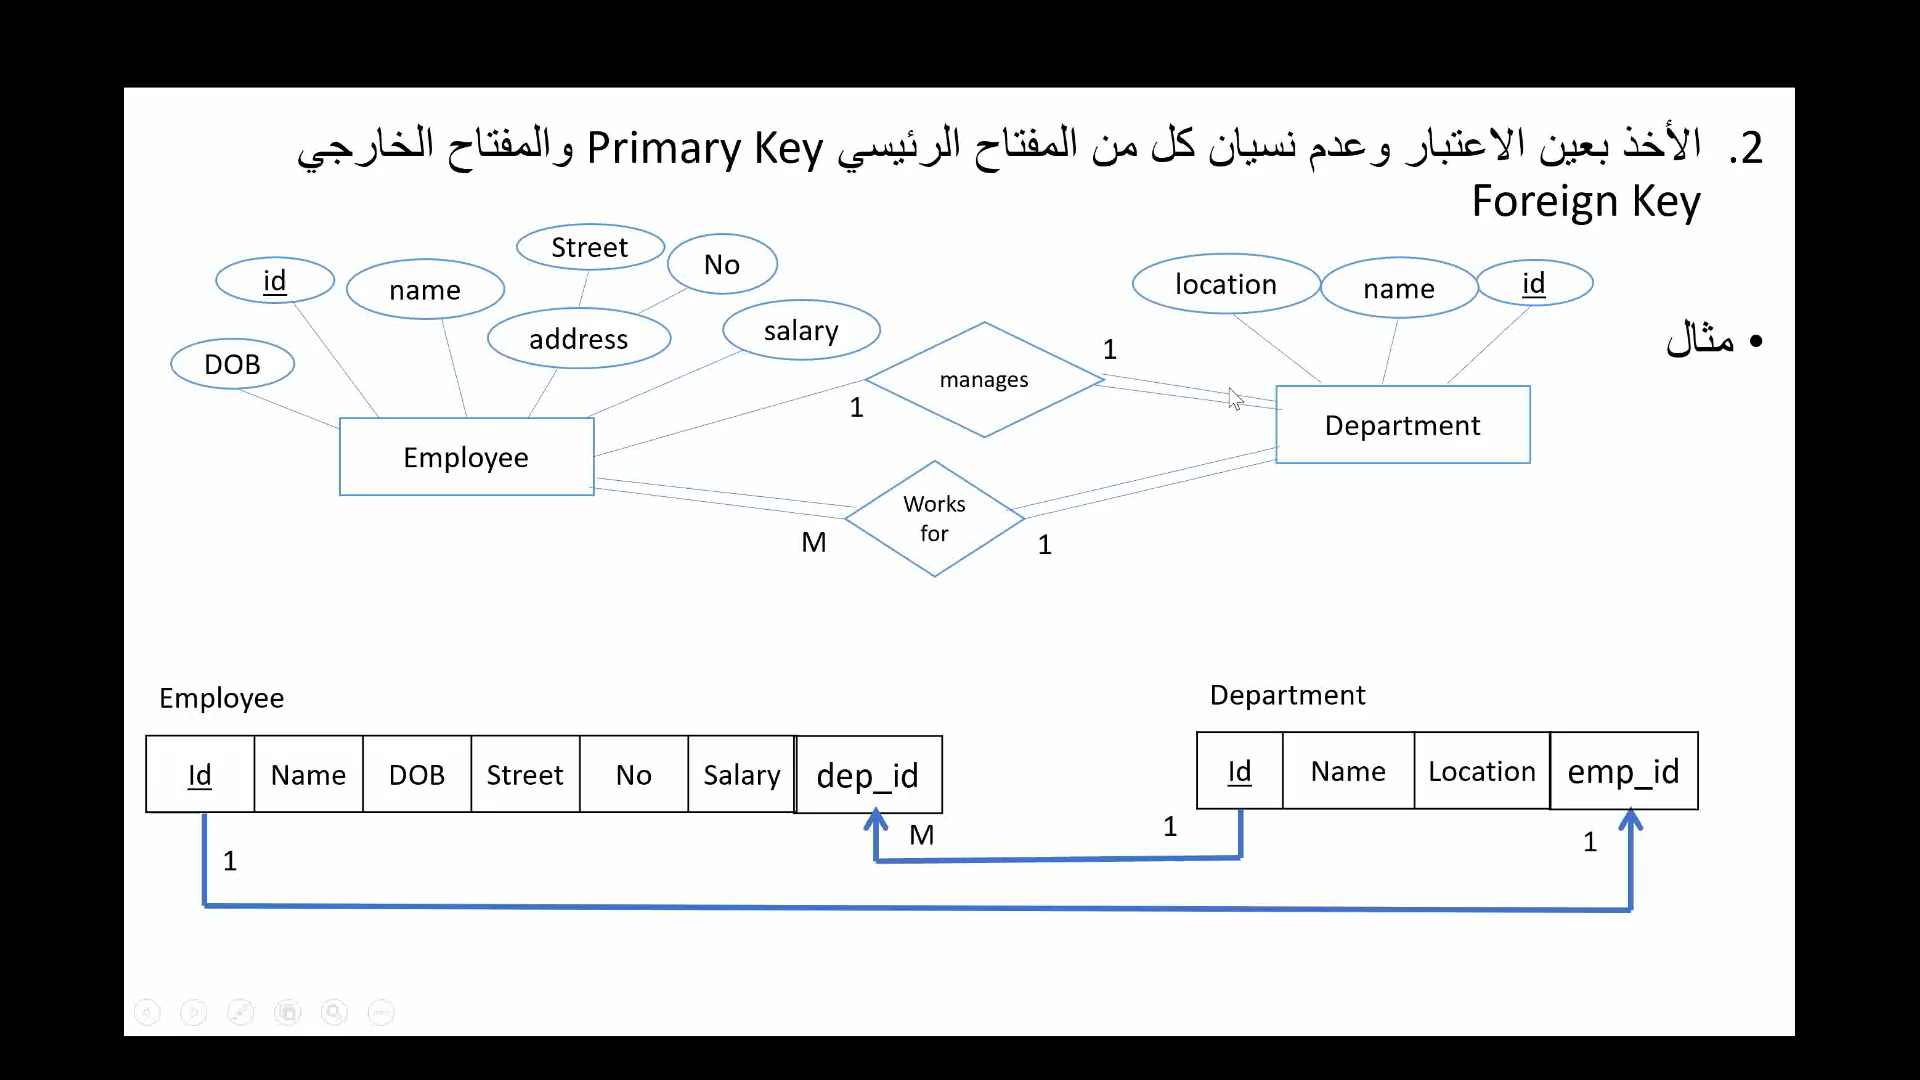 2. الأخذ بعين الاعتبار وعدم نسيان كل من المفتاح الرئيسي Primary Key والمفتاح الخارجي
Foreign Key
• مثال
Street
No
id
name
address
salary
DOB
Employee
location
name
id
Department
1
manages
1
Works
for
M
1
Employee
Id Name DOB Street No Salary dep_id
Department
Id Name Location emp_id
M
1
1
1